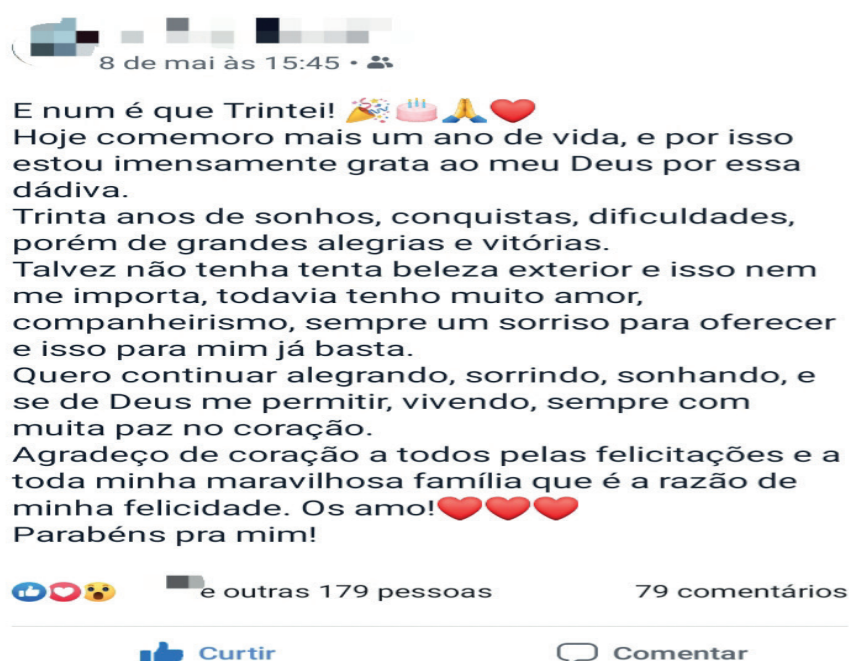 8 de mai às 15:45 •
E num é que Trintei! 🎉🎂🙏❤️
Hoje comemoro mais um ano de vida, e por isso
estou imensamente grata ao meu Deus por essa
dádiva.
Trinta anos de sonhos, conquistas, dificuldades,
porém de grandes alegrias e vitórias.
Talvez não tenha tenta beleza exterior e isso nem
me importa, todavia tenho muito amor,
companheirismo, sempre um sorriso para oferecer
e isso para mim já basta.
Quero continuar alegrando, sorrindo, sonhando, e
se de Deus me permitir, vivendo, sempre com
muita paz no coração.
Agradeço de coração a todos pelas felicitações e a
toda minha maravilhosa família que é a razão de
minha felicidade. Os amo!❤️❤️❤️
Parabéns pra mim!
e outras 179 pessoas 79 comentários
Curtir Comentar